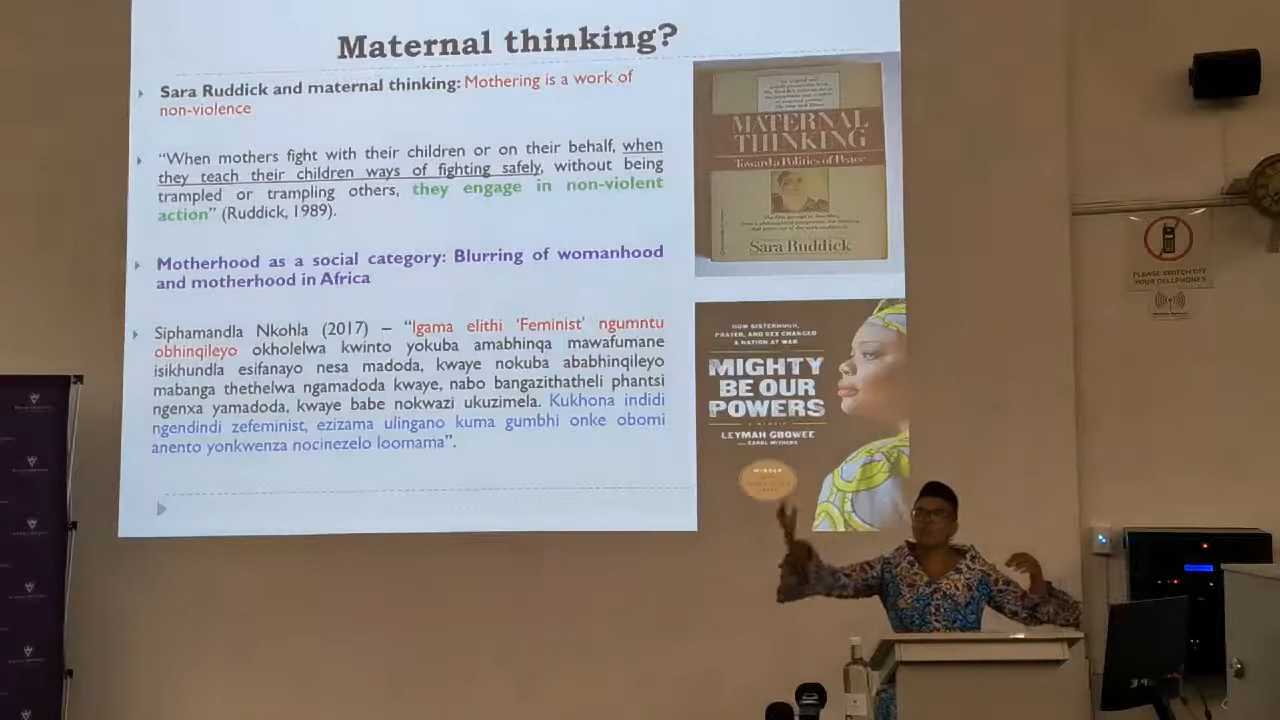 Maternal thinking?
Sara Ruddick and maternal thinking: Mothering is a work of
non-violence
“When mothers fight with their children or on their behalf, when
they teach their children ways of fighting safely, without being
trampled or trampling others, they engage in non-violent
action” (Ruddick, 1989).
Motherhood as a social category: Blurring of womanhood
and motherhood in Africa
Siphamandla Nkohla (2017) – “Igama elithi ‘Feminist’ ngumntu
obhinqileyo okholelwa kwinto yokuba amabhinqa mawafumane
isikhundla esifanayo nesa madoda, kwaye nokuba ababhinqileyo
mabanga thethelwa ngamadoda kwaye, nabo bangazithatheli phantsi
ngenxa yamadoda, kwaye babe nokwazi ukuzimela. Kukhona indidi
ngendindi zefeminist, ezizama ulingano kuma gumbhi onke obomi
anento yonkwenza nocinezelo loomama”.
MATERNAL
THINKING
Toward a Politics of Peace
Sara Ruddick
HOW SISTERHOOD,
PRAYER, AND SEX CHANGED
A NATION AT WAR
MIGHTY
BE OUR
POWERS
A MEMOIR
LEYMAH GBOWEE
WITH CAROL MITHERS
WINNER
PLEASE SWITCH OFF
YOUR CELLPHONES